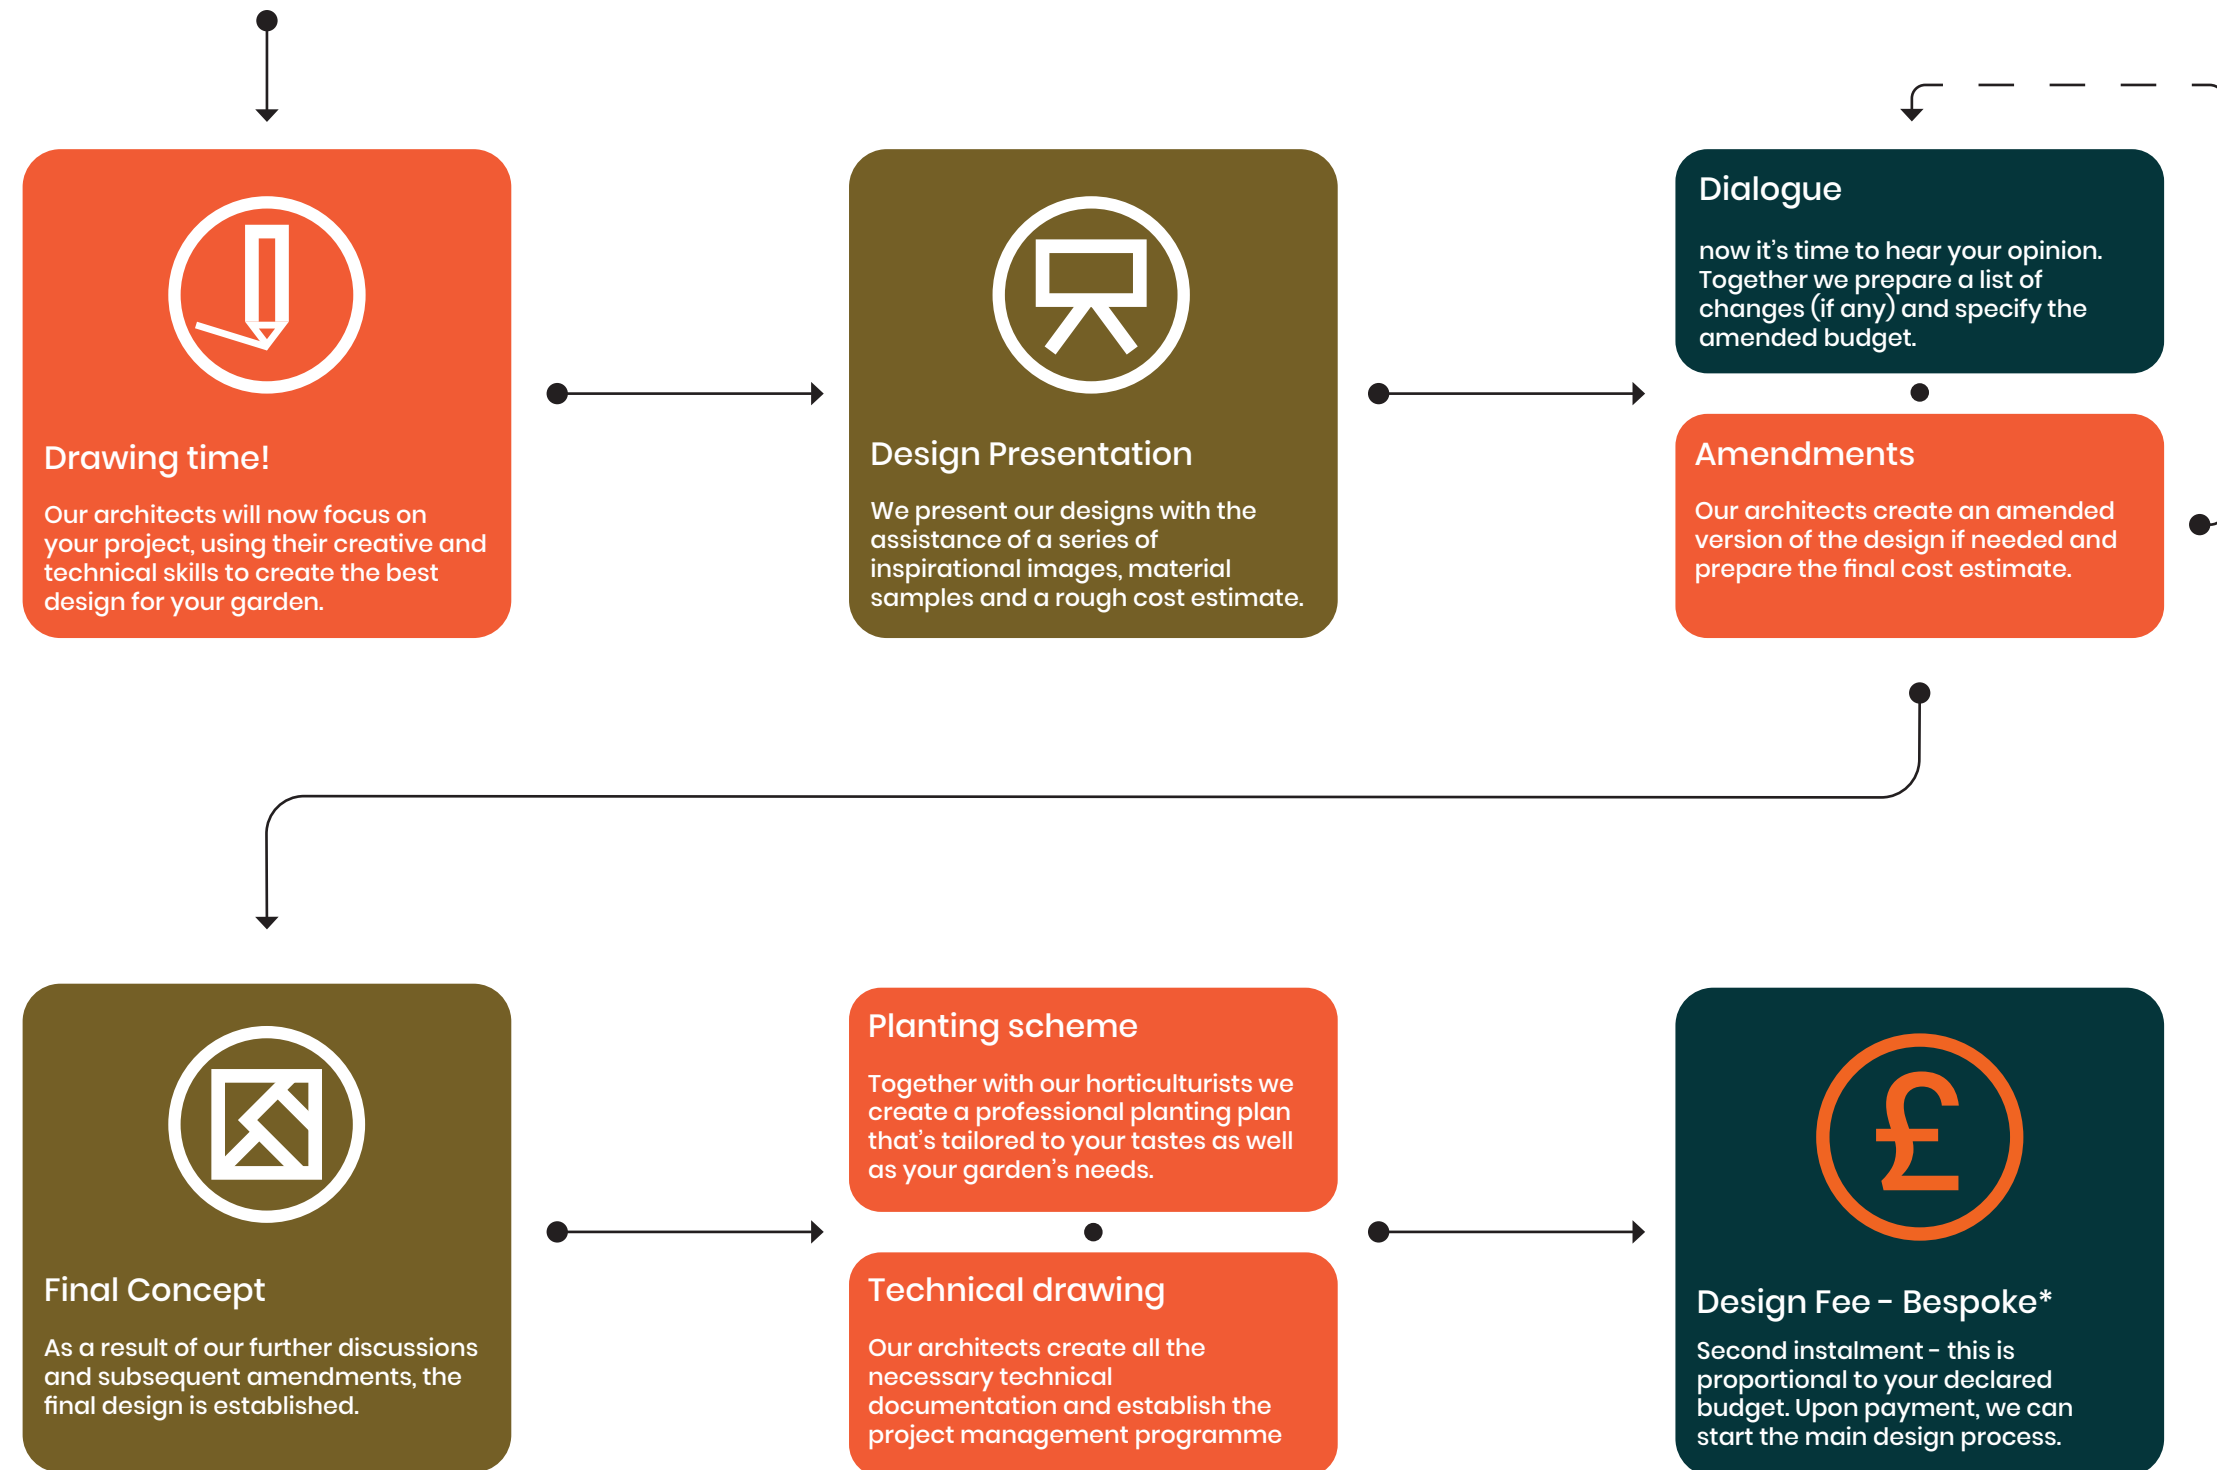 Drawing time!
Our architects will now focus on
your project, using their creative and
technical skills to create the best
design for your garden.
Design Presentation
We present our designs with the
assistance of a series of
inspirational images, material
samples and a rough cost estimate.
Dialogue
now it's time to hear your opinion.
Together we prepare a list of
changes (if any) and specify the
amended budget.
Amendments
Our architects create an amended
version of the design if needed and
prepare the final cost estimate.
Final Concept
As a result of our further discussions
and subsequent amendments, the
final design is established.
Planting scheme
Together with our horticulturists we
create a professional planting plan
that's tailored to your tastes as well
as your garden's needs.
Technical drawing
Our architects create all the
necessary technical
documentation and establish the
project management programme
£
Design Fee - Bespoke*
Second instalment - this is
proportional to your declared
budget. Upon payment, we can
start the main design process.